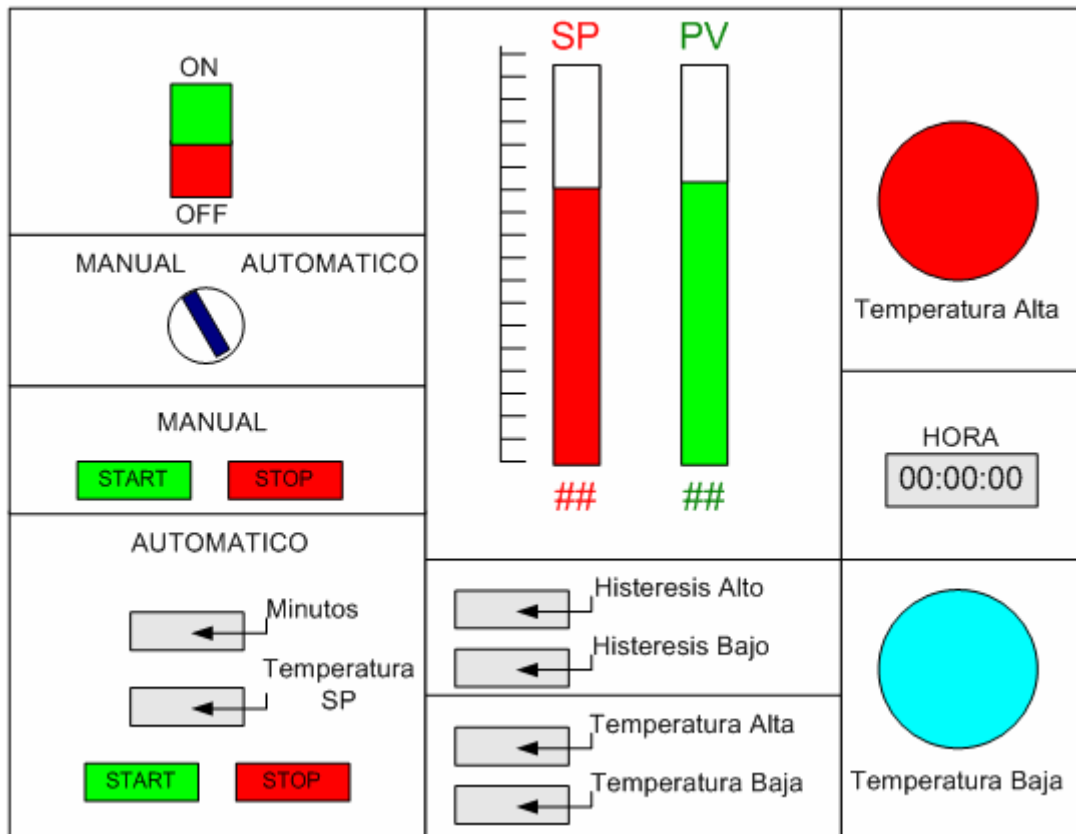 ON
OFF
MANUAL AUTOMATICO
MANUAL
START STOP
AUTOMATICO
Minutos
Temperatura
SP
START STOP
SP PV
## ##
Histeresis Alto
Histeresis Bajo
Temperatura Alta
Temperatura Baja
Temperatura Alta
HORA
00:00:00
Temperatura Baja